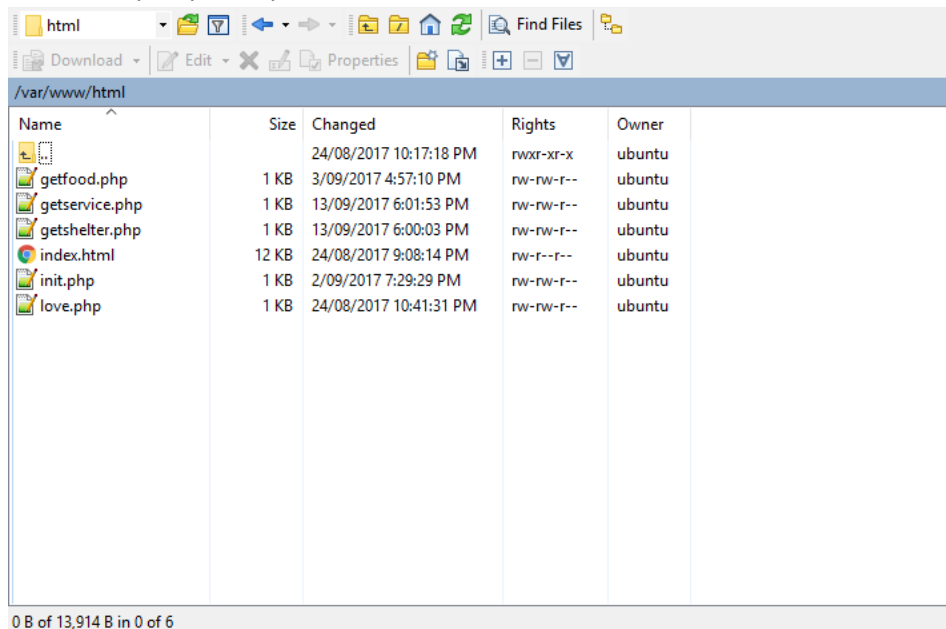 html Find Files
Download Edit Properties
/var/www/html
Name Size Changed Rights Owner
.. 24/08/2017 10:17:18 PM rwxr-xr-x ubuntu
getfood.php 1 KB 3/09/2017 4:57:10 PM rw-rw-r-- ubuntu
getservice.php 1 KB 13/09/2017 6:01:53 PM rw-rw-r-- ubuntu
getshelter.php 1 KB 13/09/2017 6:00:03 PM rw-rw-r-- ubuntu
index.html 12 KB 24/08/2017 9:08:14 PM rw-r--r-- ubuntu
init.php 1 KB 2/09/2017 7:29:29 PM rw-rw-r-- ubuntu
love.php 1 KB 24/08/2017 10:41:31 PM rw-rw-r-- ubuntu
0 B of 13,914 B in 0 of 6